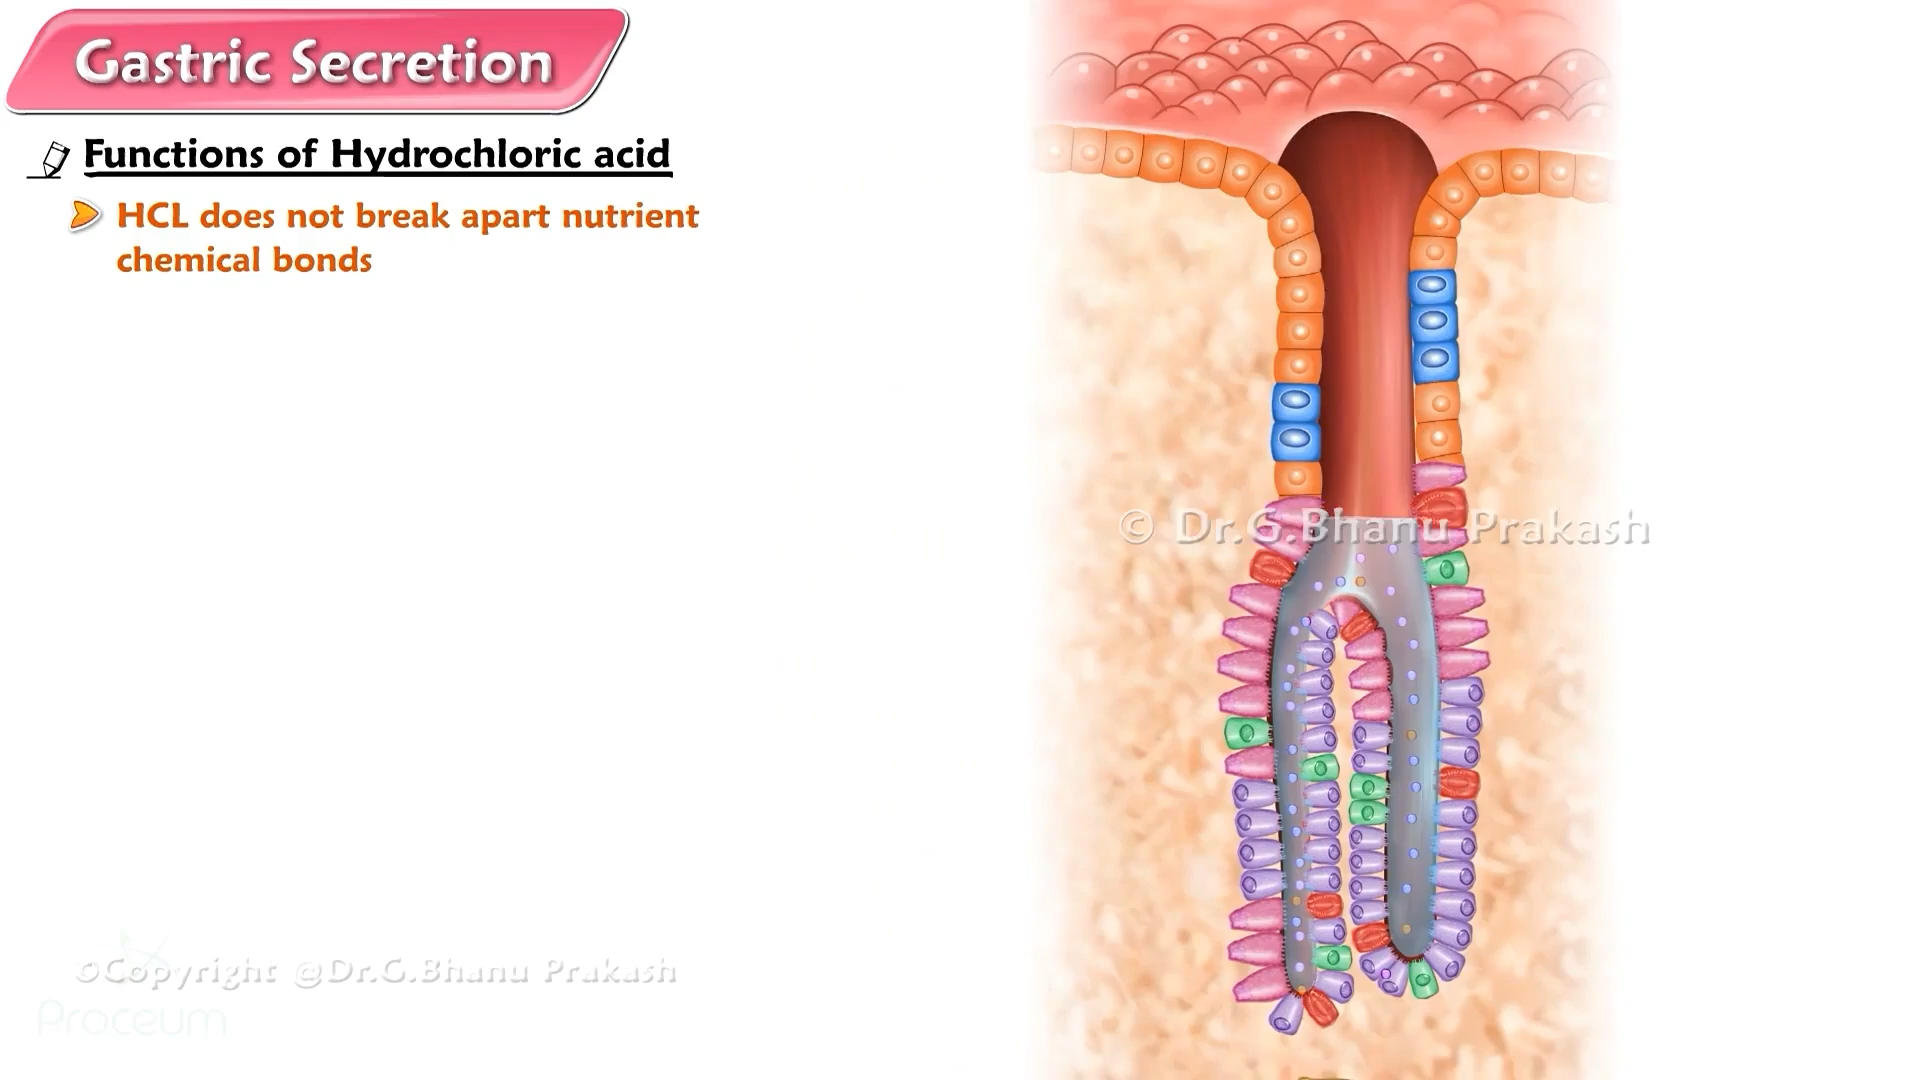 Gastric Secretion
Functions of Hydrochloric acid
HCL does not break apart nutrient
chemical bonds
© Dr.G.Bhanu Prakash
©Copyright @Dr.G.Bhanu Prakash
Proceum